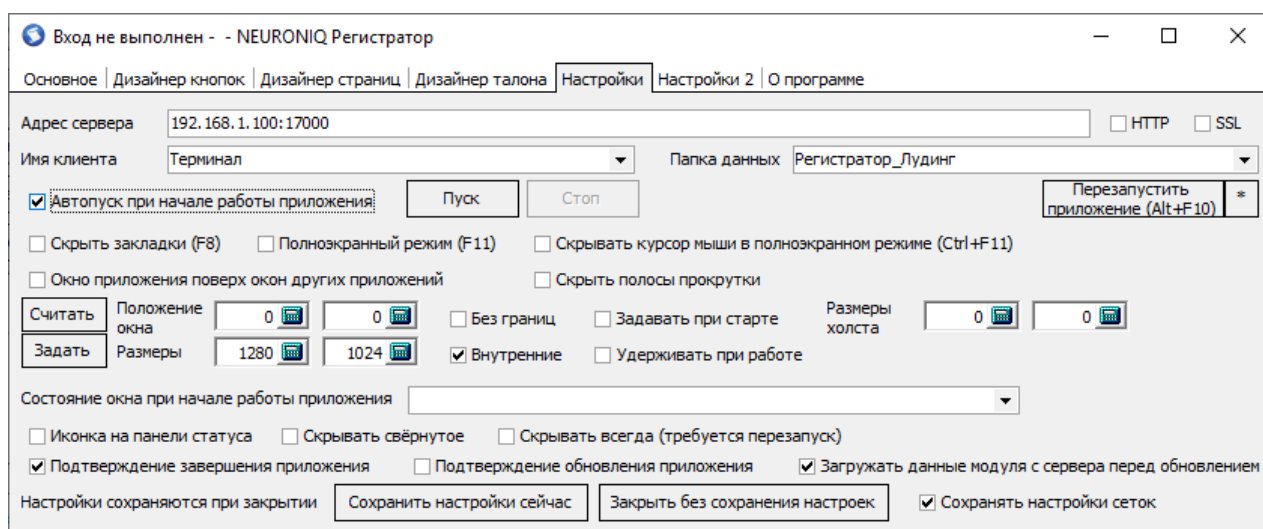 Вход не выполнен - - NEURONIQ Регистратор
Основное Дизайнер кнопок Дизайнер страниц Дизайнер талона Настройки Настройки 2 О программе
Адрес сервера 192.168.1.100:17000 HTTP SSL
Имя клиента Терминал Папка данных Регистратор_Лудинг
Автопуск при начале работы приложения Пуск Стоп Перезапустить
приложение (Alt+F10) *
Скрыть закладки (F8) Полноэкранный режим (F11) Скрывать курсор мыши в полноэкранном режиме (Ctrl+F11)
Окно приложения поверх окон других приложений Скрыть полосы прокрутки
Считать Положение
окна 0 0 Без границ Задавать при старте Размеры
холста 0 0
Задать Размеры 1280 1024 Внутренние Удерживать при работе
Состояние окна при начале работы приложения
Иконка на панели статуса Скрывать свёрнутое Скрывать всегда (требуется перезапуск)
Подтверждение завершения приложения Подтверждение обновления приложения Загружать данные модуля с сервера перед обновлением
Настройки сохраняются при закрытии Сохранить настройки сейчас Закрыть без сохранения настроек Сохранять настройки сеток